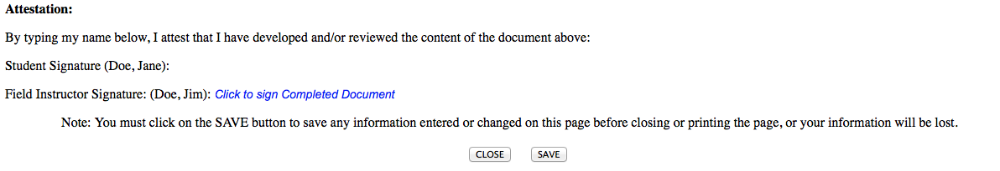 Attestation:
By typing my name below, I attest that I have developed and/or reviewed the content of the document above:
Student Signature (Doe, Jane):
Field Instructor Signature: (Doe, Jim): Click to sign Completed Document
Note: You must click on the SAVE button to save any information entered or changed on this page before closing or printing the page, or your information will be lost.
CLOSE SAVE